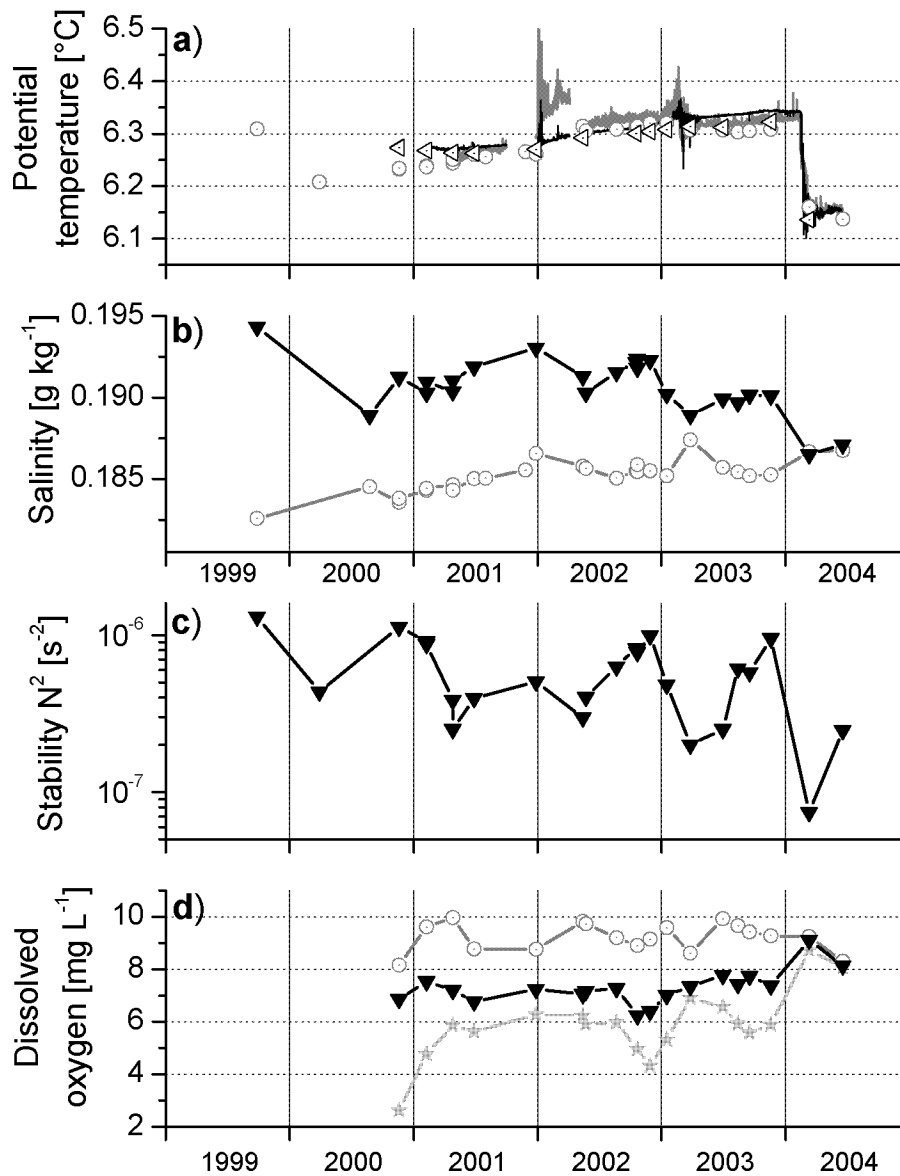 a)
Potential
temperature [°C]
6.5
6.4
6.3
6.2
6.1
b)
Salinity [g kg⁻¹]
0.195
0.190
0.185
1999 2000 2001 2002 2003 2004
c)
Stability N² [s⁻²]
10⁻⁶
10⁻⁷
d)
Dissolved
oxygen [mg L⁻¹]
10
8
6
4
2
1999 2000 2001 2002 2003 2004